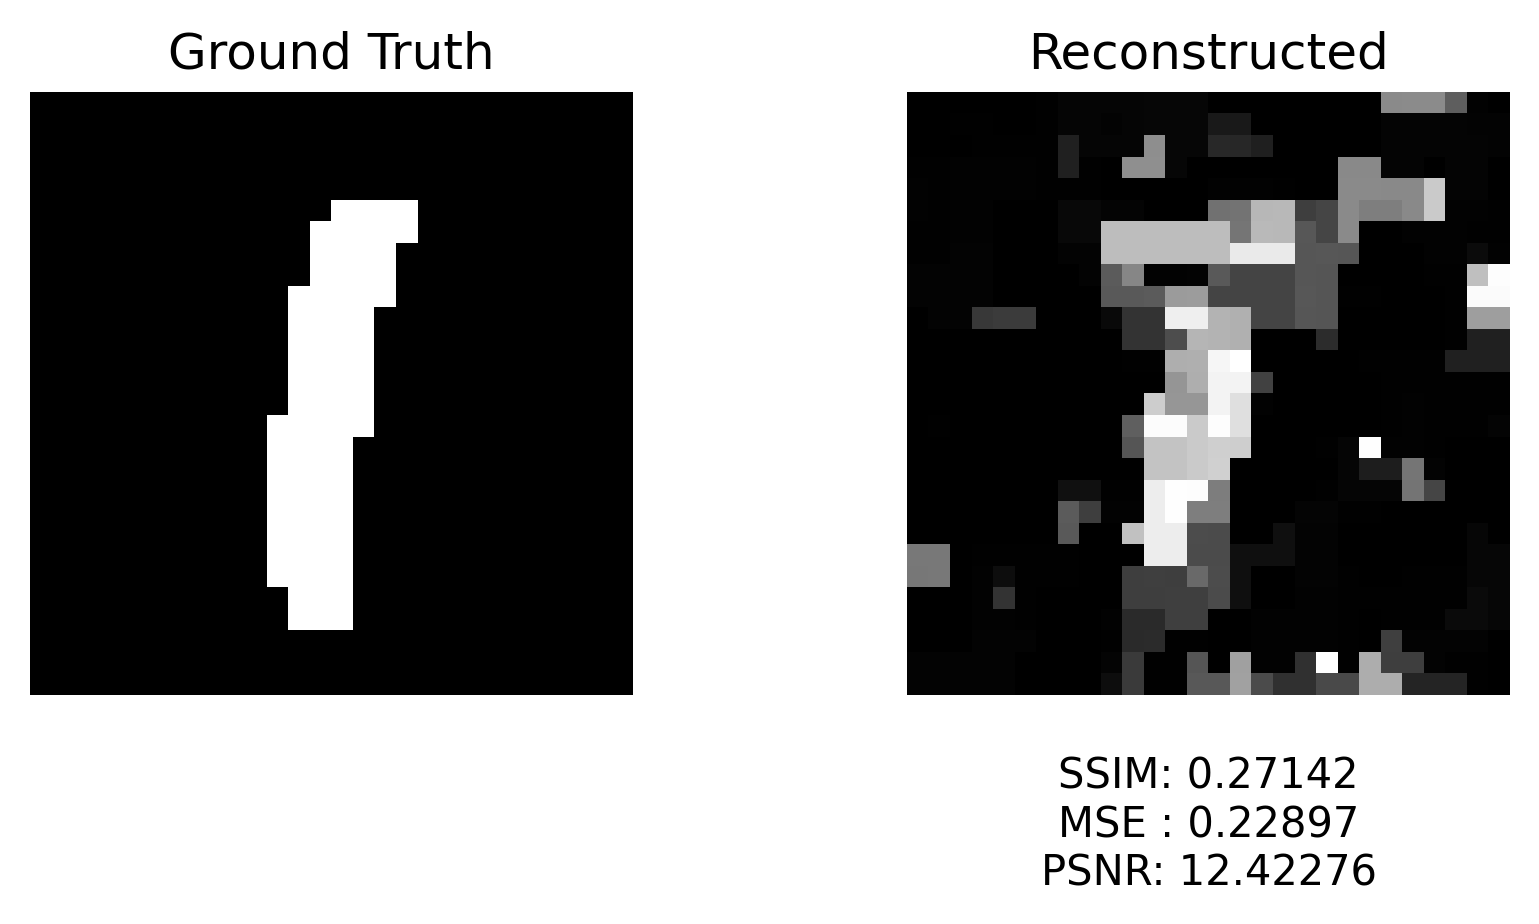 Ground Truth
Reconstructed
SSIM: 0.27142
MSE : 0.22897
PSNR: 12.42276